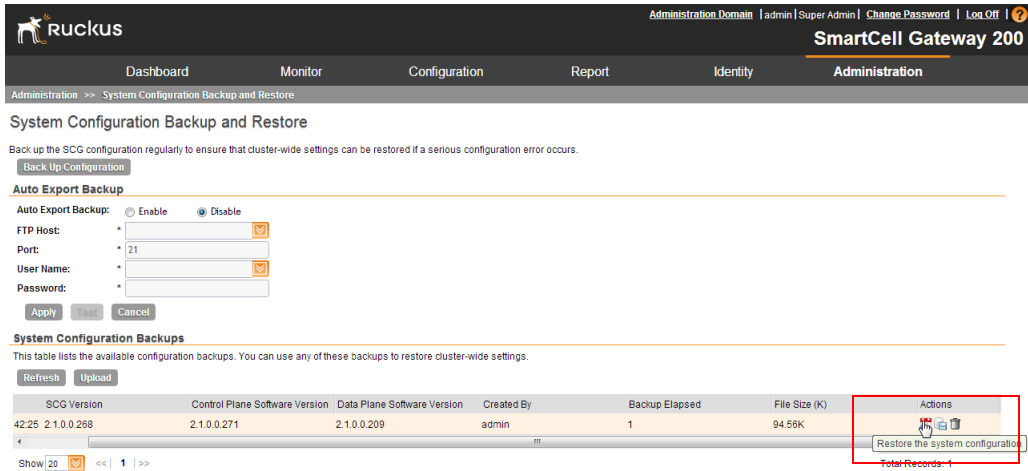 Ruckus
Administration Domain | admin | Super Admin | Change Password | Log Off | ?
SmartCell Gateway 200
Dashboard Monitor Configuration Report Identity Administration
Administration >> System Configuration Backup and Restore
System Configuration Backup and Restore
Back up the SCG configuration regularly to ensure that cluster-wide settings can be restored if a serious configuration error occurs.
Back Up Configuration
Auto Export Backup
Auto Export Backup: Enable Disable
FTP Host: *
Port: * 21
User Name: *
Password: *
Apply Test Cancel
System Configuration Backups
This table lists the available configuration backups. You can use any of these backups to restore cluster-wide settings.
Refresh Upload
SCG Version Control Plane Software Version Data Plane Software Version Created By Backup Elapsed File Size (K) Actions
42:25 2.1.0.0.268 2.1.0.0.271 2.1.0.0.209 admin 1 94.56K
Restore the system configuration
Show 20 << | 1 | >> Total Records: 1